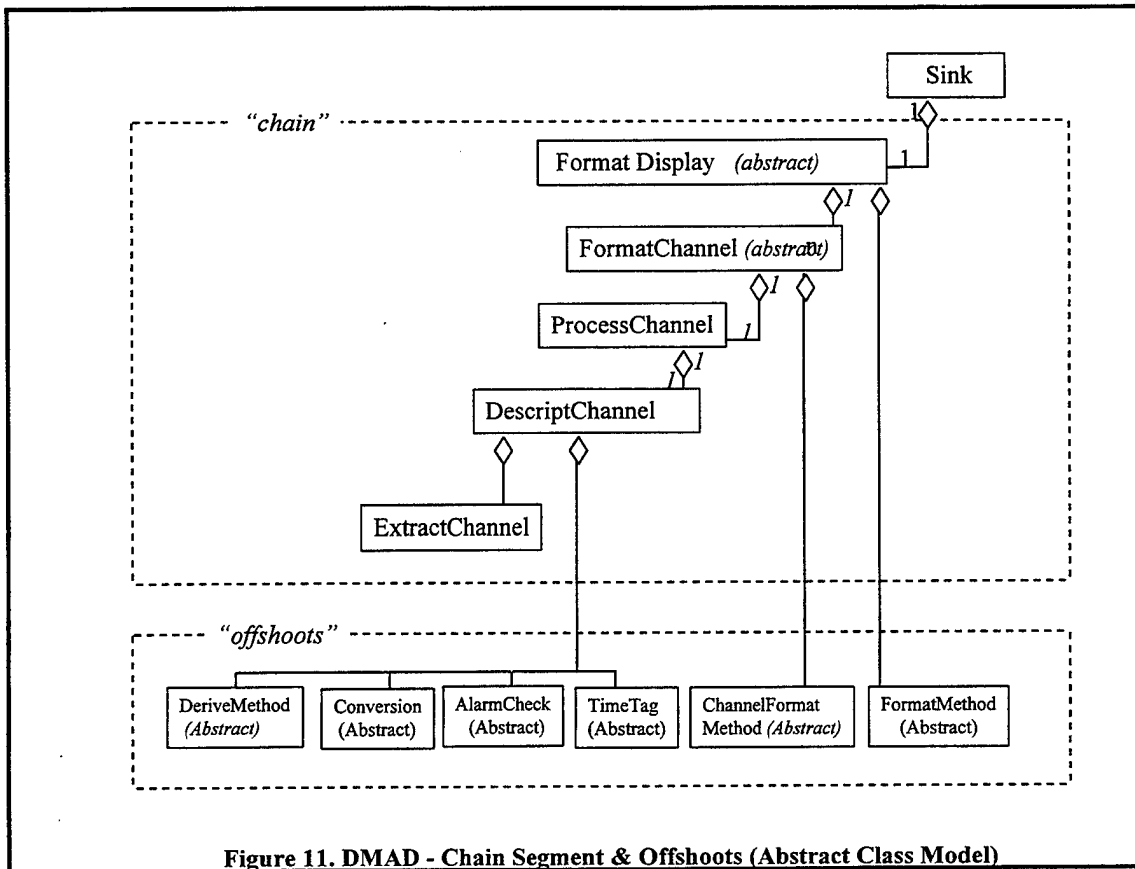 Sink
1
"chain"
Format Display (abstract)
1
1
FormatChannel (abstract)
n
1
ProcessChannel
1
1
1
DescriptChannel
ExtractChannel
"offshoots"
DeriveMethod
(Abstract)
Conversion
(Abstract)
AlarmCheck
(Abstract)
TimeTag
(Abstract)
ChannelFormat
Method (Abstract)
FormatMethod
(Abstract)
Figure 11. DMAD - Chain Segment & Offshoots (Abstract Class Model)